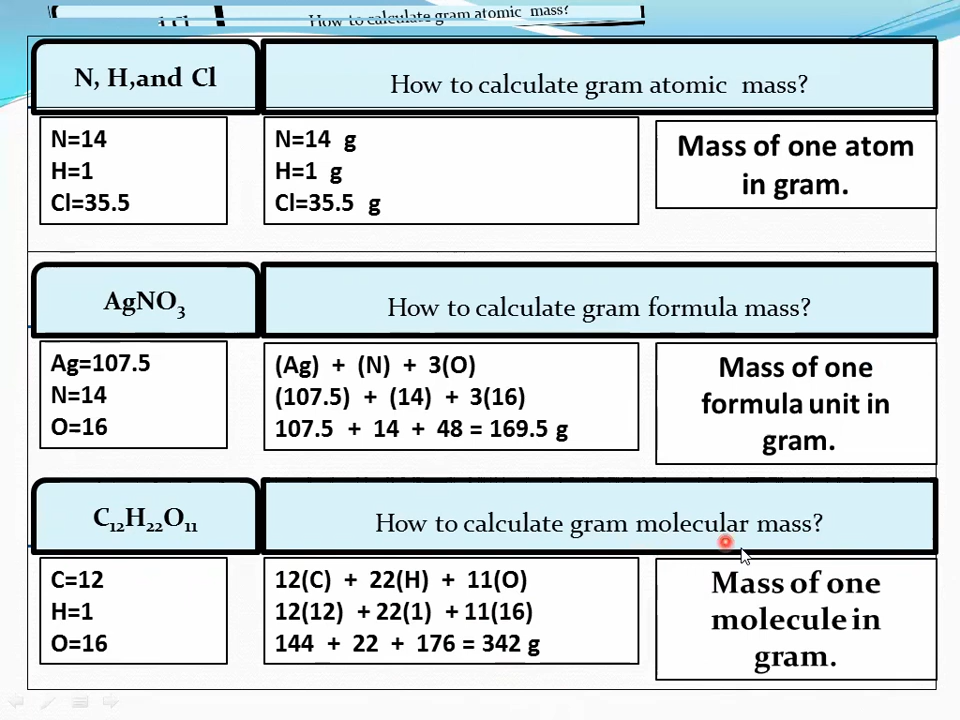 1 Cl
How to calculate gram atomic mass?
N, H,and Cl
How to calculate gram atomic mass?
N=14
H=1
Cl=35.5
N=14 g
H=1 g
Cl=35.5 g
Mass of one atom
in gram.
AgNO₃
How to calculate gram formula mass?
Ag=107.5
N=14
O=16
(Ag) + (N) + 3(O)
(107.5) + (14) + 3(16)
107.5 + 14 + 48 = 169.5 g
Mass of one
formula unit in
gram.
C₁₂H₂₂O₁₁
How to calculate gram molecular mass?
C=12
H=1
O=16
12(C) + 22(H) + 11(O)
12(12) + 22(1) + 11(16)
144 + 22 + 176 = 342 g
Mass of one
molecule in
gram.